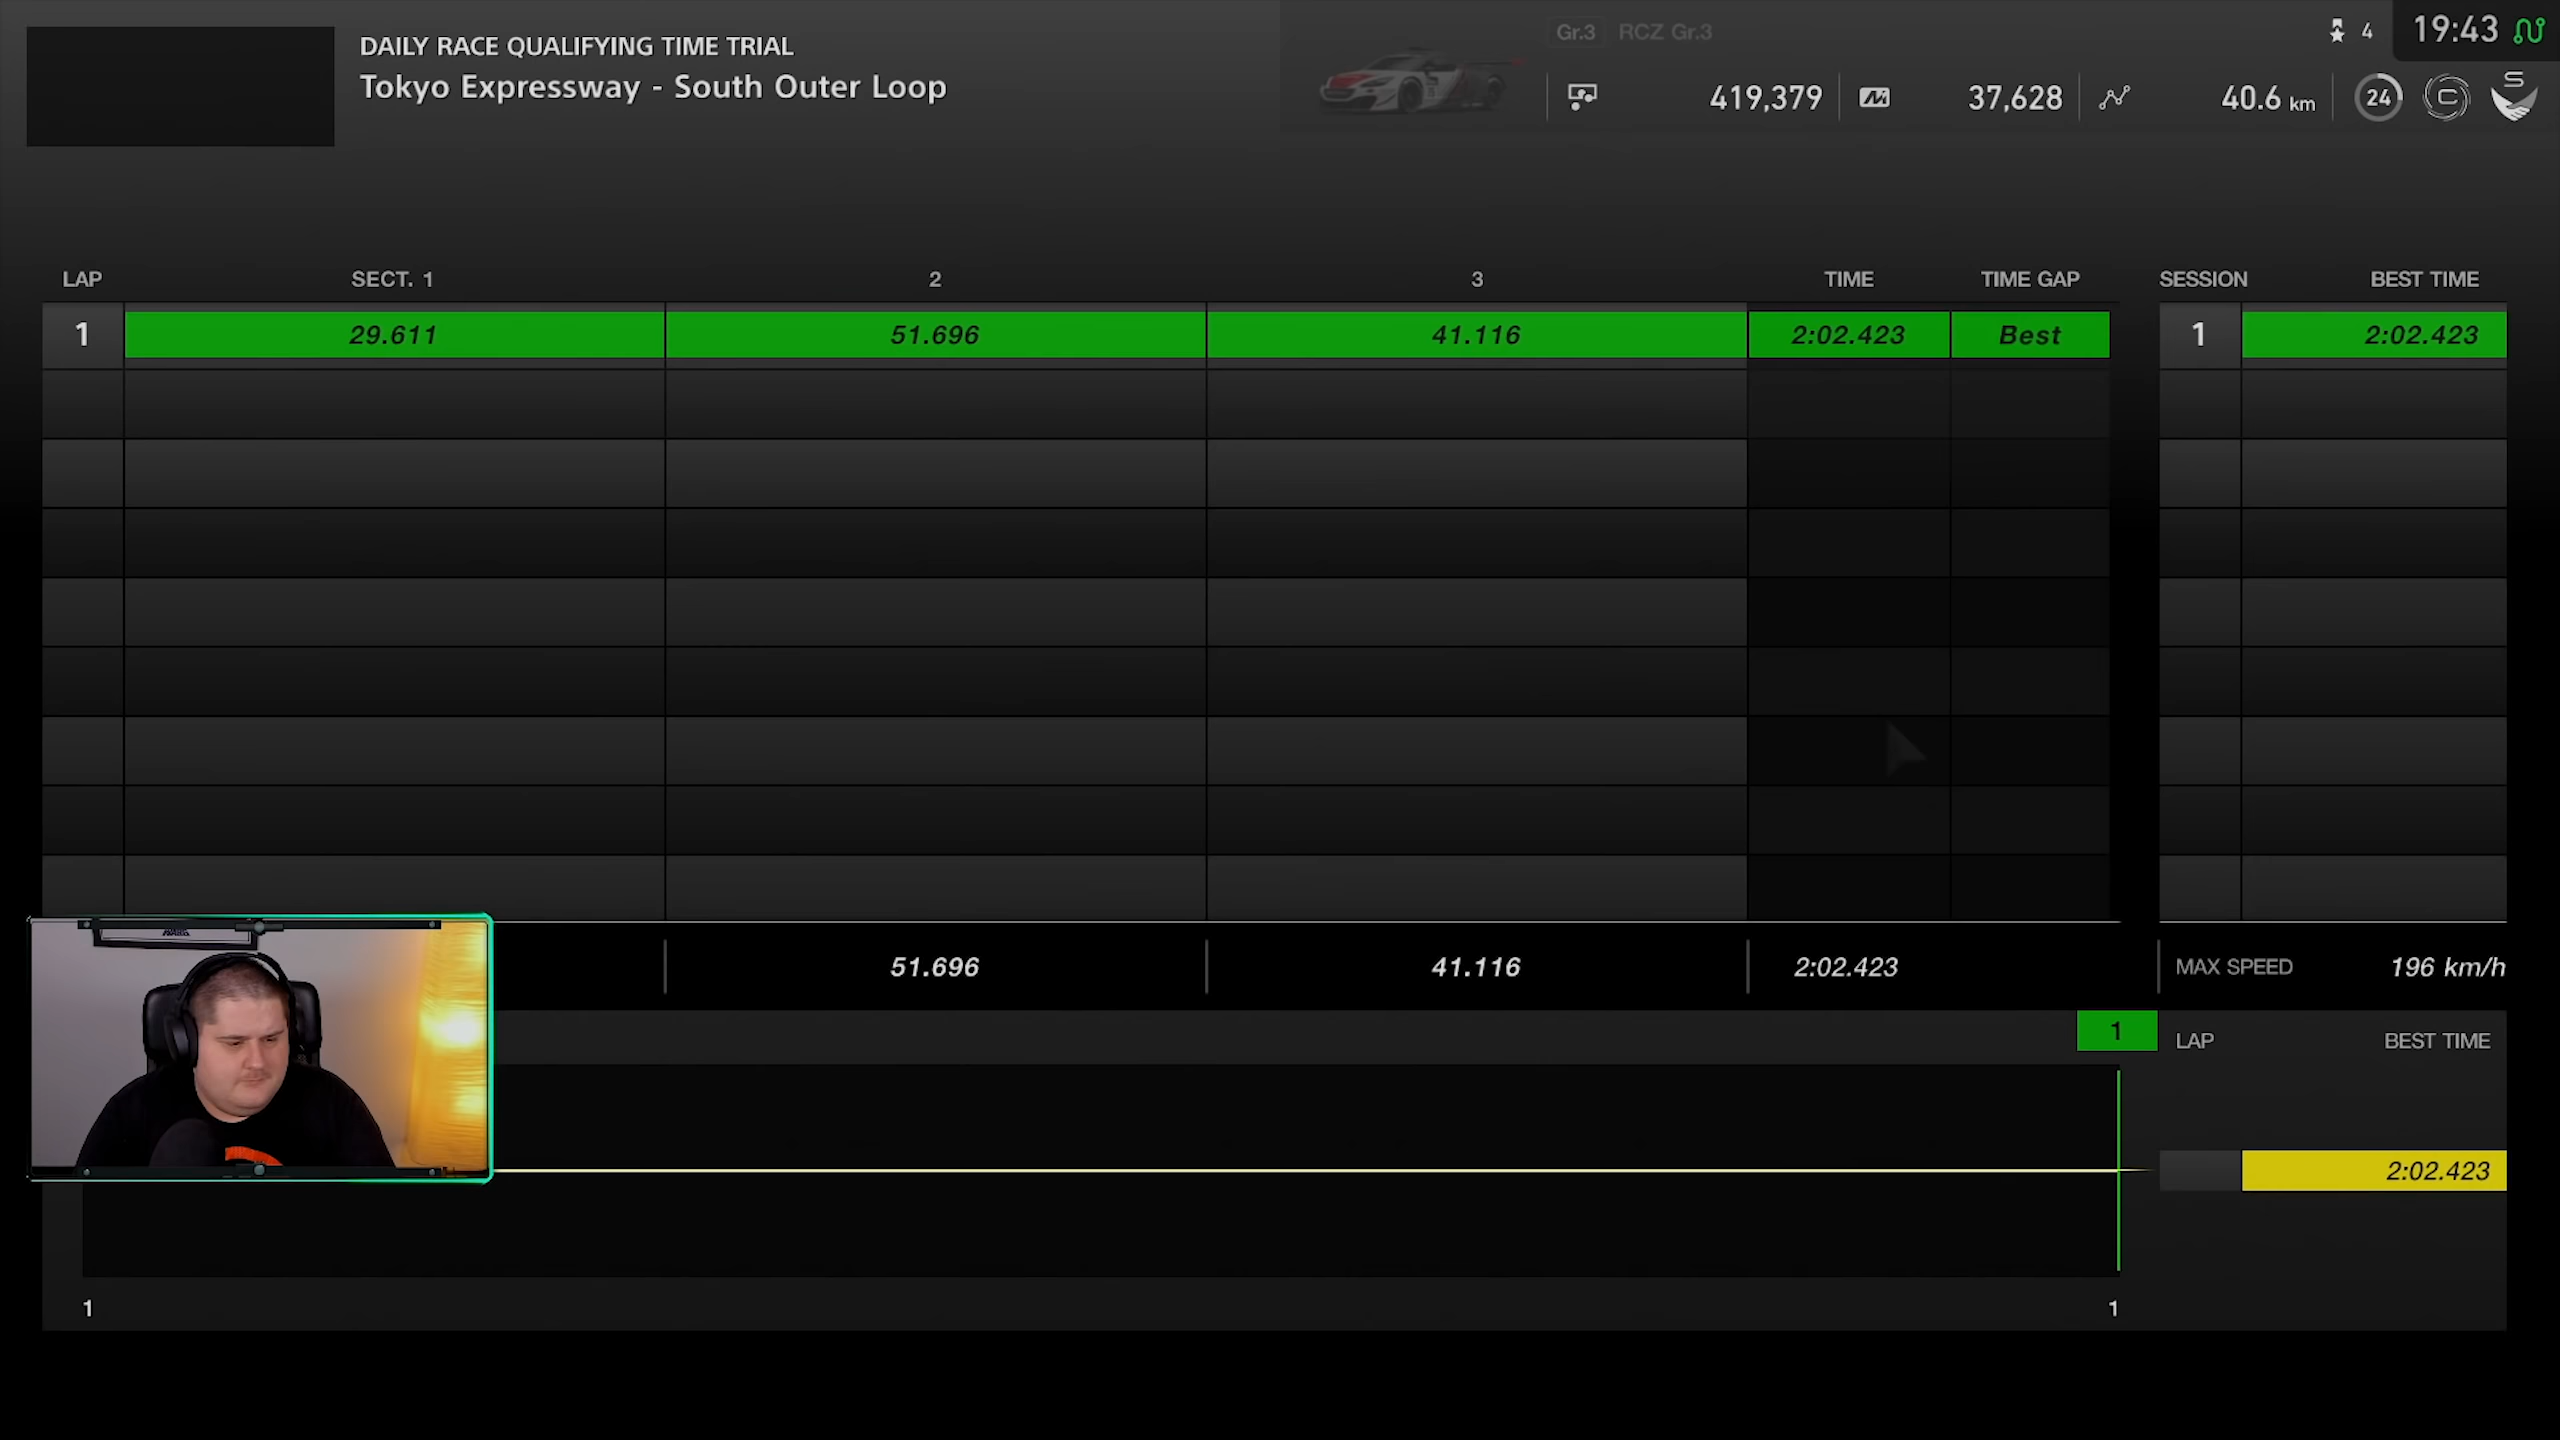 DAILY RACE QUALIFYING TIME TRIAL
Tokyo Expressway - South Outer Loop
Gr.3 RCZ Gr.3
4 19:43
419,379 37,628 40.6 km 24 C S
LAP SECT. 1 2 3 TIME TIME GAP SESSION BEST TIME
1 29.611 51.696 41.116 2:02.423 Best 1 2:02.423
51.696 41.116 2:02.423 MAX SPEED 196 km/h
1 LAP BEST TIME
2:02.423
1 1